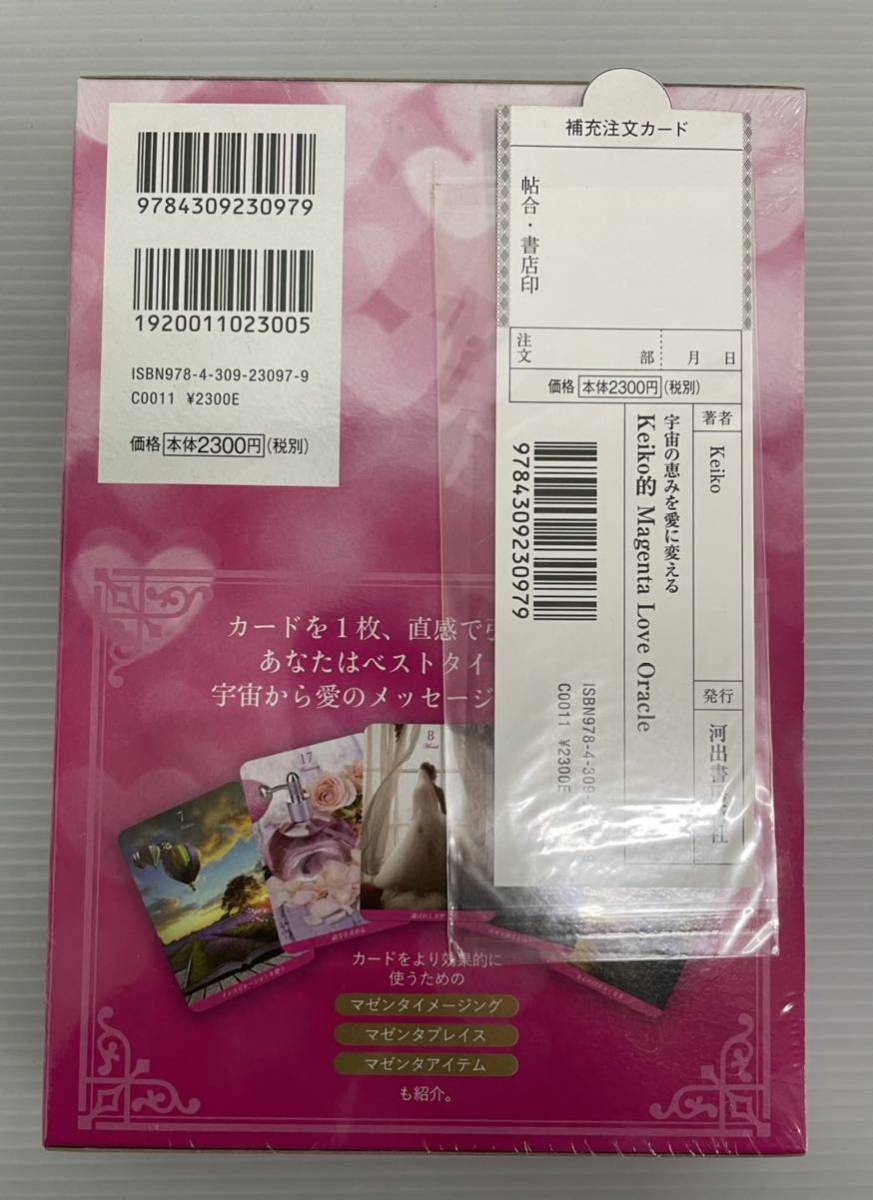 9784309230979
1920011023005
ISBN978-4-309-23097-9
C0011 ¥2300E
価格 本体2300円(税別)
補充注文カード
帖合・書店印
注文
部 月 日
価格 本体2300円(税別)
著者
Keiko
宇宙の恵みを愛に変える
Keiko的 Magenta Love Oracle
発行
河出書
社
9784309230979
ISBN978-4-309-
C0011 ¥2300E
カードを1枚、直感で
あなたはベストタイ
宇宙から愛のメッセージ
7
17
8
カードをより効果的に
使うための
マゼンタイメージング
マゼンタプレイス
マゼンタアイテム
も紹介。